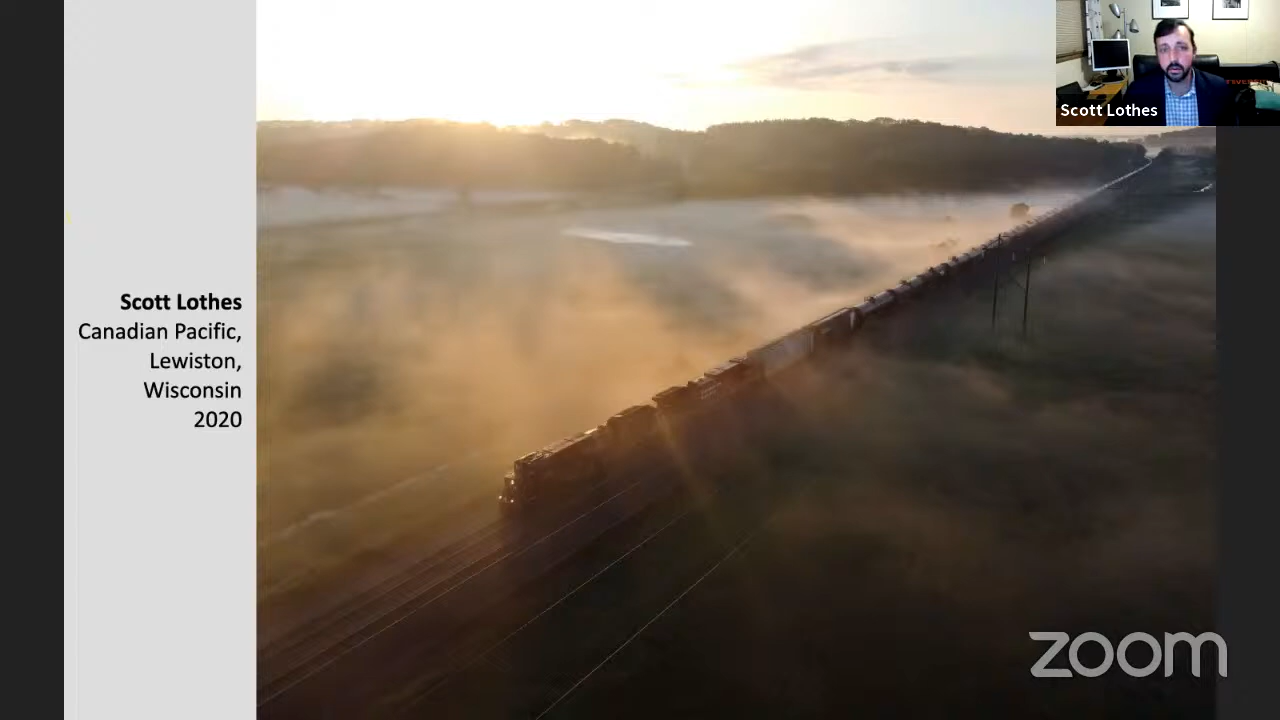 Scott Lothes
Canadian Pacific,
Lewiston,
Wisconsin
2020
Scott Lothes
zoom